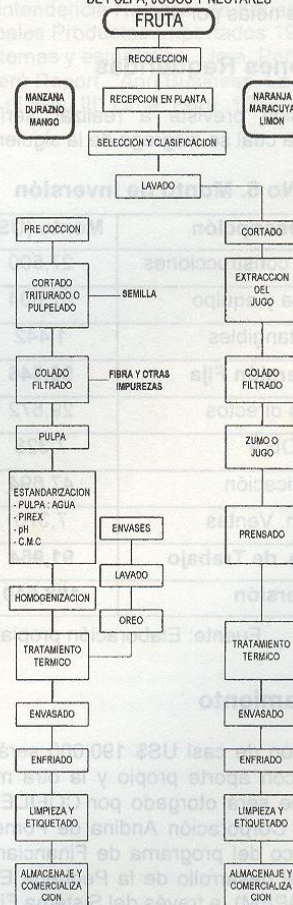 DE PULPA, JUGOS Y NECTARES
FRUTA
RECOLECCION
MANZANA
DURAZNO
MANGO
RECEPCION EN PLANTA
NARANJA
MARACUYA
LIMON
SELECCION Y CLASIFICACION
LAVADO
PRE COCCION
CORTADO
TRITURADO O
PULPELADO
SEMILLA
COLADO
FILTRADO
FIBRA Y OTRAS
IMPUREZAS
PULPA
ESTANDARIZACION
- PULPA : AGUA
- PIREX
- pH
- C.M.C
HOMOGENIZACION
ENVASES
LAVADO
OREO
TRATAMIENTO
TERMICO
ENVASADO
ENFRIADO
LIMPIEZA Y
ETIQUETADO
ALMACENAJE Y
COMERCIALIZA
CION
CORTADO
EXTRACCION
DEL
JUGO
COLADO
FILTRADO
ZUMO O
JUGO
PRENSADO
TRATAMIENTO
TERMICO
ENVASADO
ENFRIADO
LIMPIEZA Y
ETIQUETADO
ALMACENAJE Y
COMERCIALIZA
CION